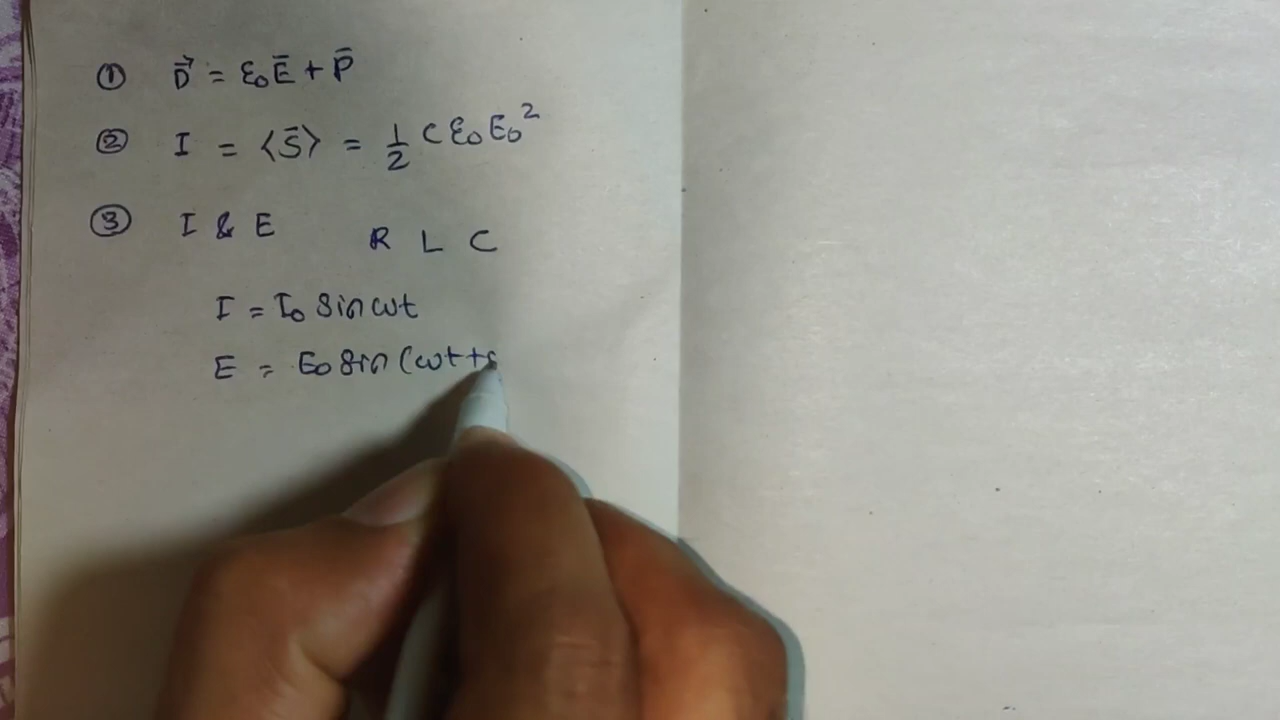 ① D⃗ = ε₀E̅ + P̅
② I = ⟨S̅⟩ = 1/2 C ε₀ E₀²
③ I & E R L C
I = I₀ sin ωt
E = E₀ sin (ωt +